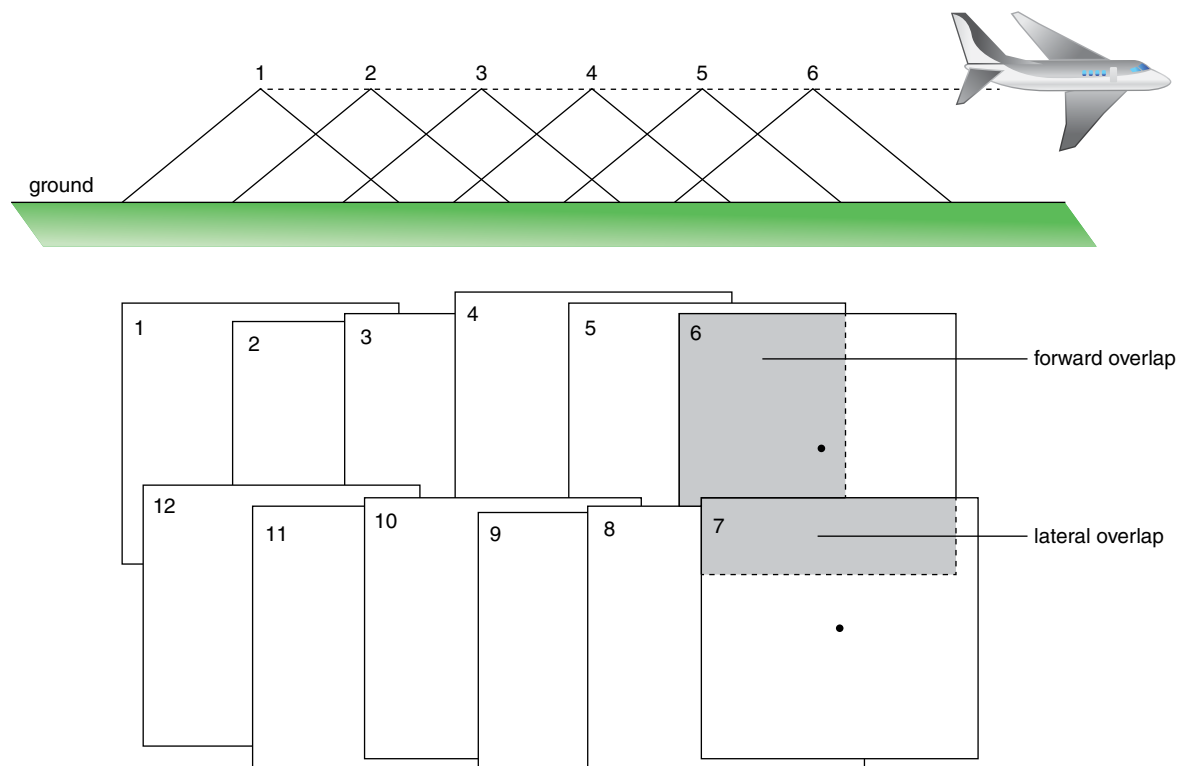 1 2 3 4 5 6
ground
1 2 3 4 5 6
forward overlap
12 11 10 9 8 7
lateral overlap